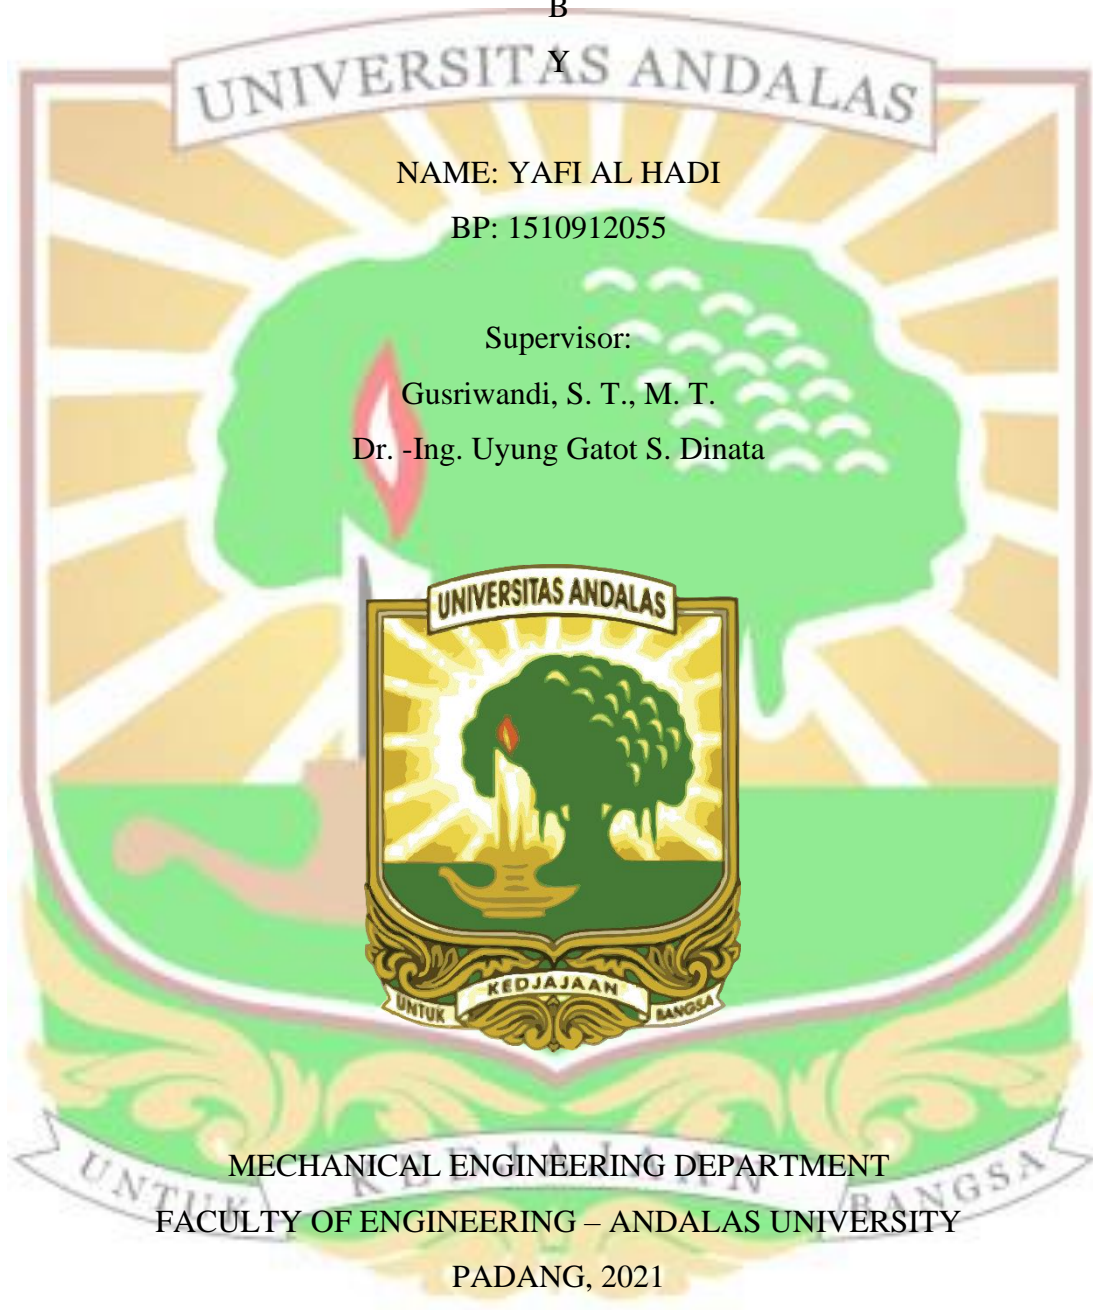 B
Y
UNIVERSITAS ANDALAS
NAME: YAFI AL HADI
BP: 1510912055
Supervisor:
Gusriwandi, S. T., M. T.
Dr. -Ing. Uyung Gatot S. Dinata
UNIVERSITAS ANDALAS
UNTUK KEDJAJAAN BANGSA
MECHANICAL ENGINEERING DEPARTMENT
UNTUK KEDJAJAAN BANGSA
FACULTY OF ENGINEERING – ANDALAS UNIVERSITY
PADANG, 2021